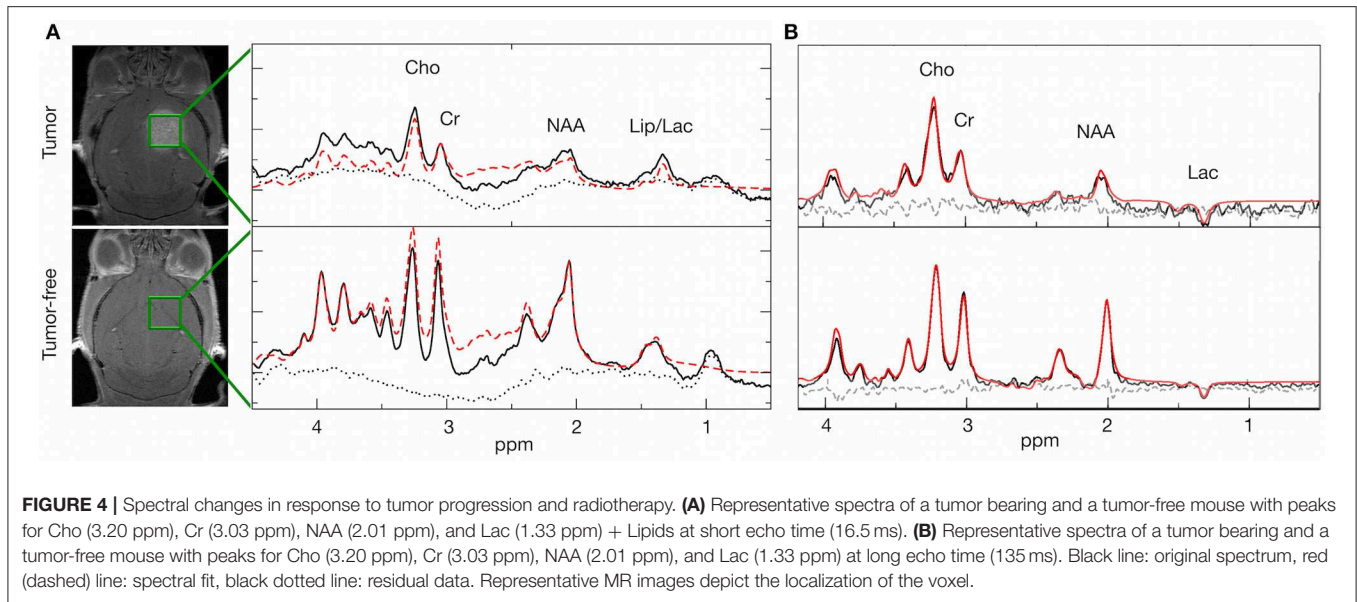 A
B
Tumor
Tumor-free
Cho
Cr
NAA
Lip/Lac
4
3
2
1
ppm
Cho
Cr
NAA
Lac
4
3
2
1
ppm
FIGURE 4 | Spectral changes in response to tumor progression and radiotherapy. (A) Representative spectra of a tumor bearing and a tumor-free mouse with peaks
for Cho (3.20 ppm), Cr (3.03 ppm), NAA (2.01 ppm), and Lac (1.33 ppm) + Lipids at short echo time (16.5 ms). (B) Representative spectra of a tumor bearing and a
tumor-free mouse with peaks for Cho (3.20 ppm), Cr (3.03 ppm), NAA (2.01 ppm), and Lac (1.33 ppm) at long echo time (135 ms). Black line: original spectrum, red
(dashed) line: spectral fit, black dotted line: residual data. Representative MR images depict the localization of the voxel.